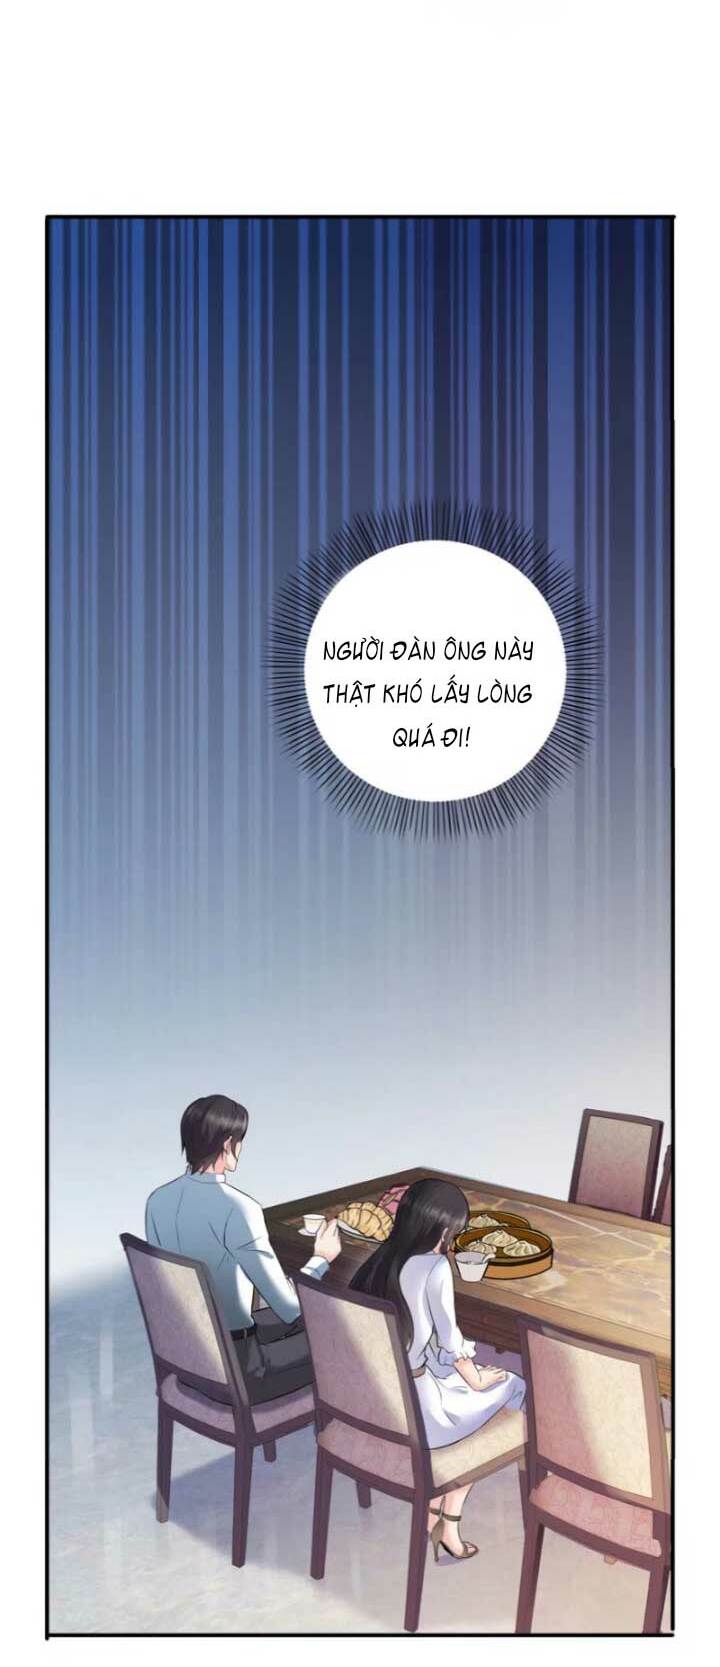 NGƯỜI ĐÀN ÔNG NÀY
THẬT KHÓ LẤY LÒNG
QUÁ ĐI!